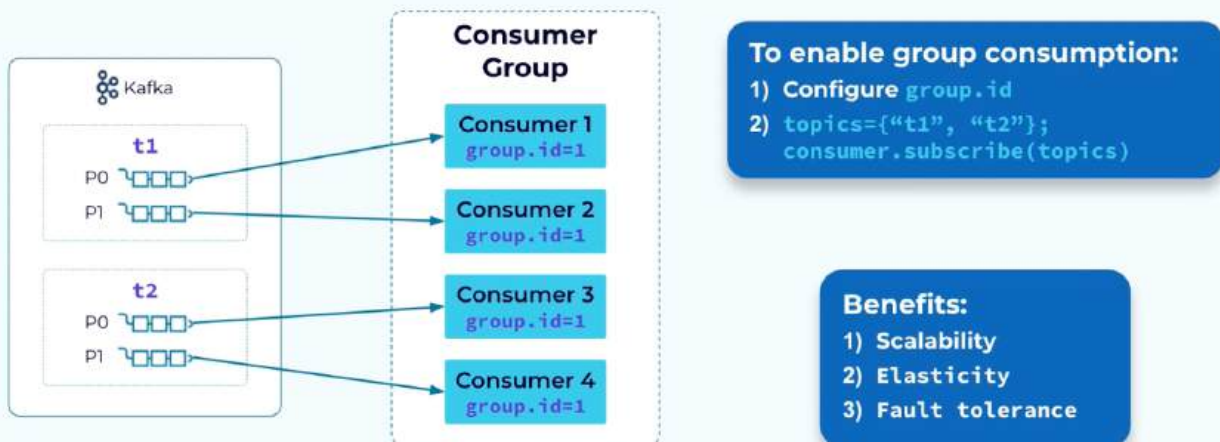 Kafka
t1
P0
P1
t2
P0
P1
Consumer
Group
Consumer 1
group.id=1
Consumer 2
group.id=1
Consumer 3
group.id=1
Consumer 4
group.id=1
To enable group consumption:
1) Configure group.id
2) topics={“t1”, “t2”};
consumer.subscribe(topics)
Benefits:
1) Scalability
2) Elasticity
3) Fault tolerance